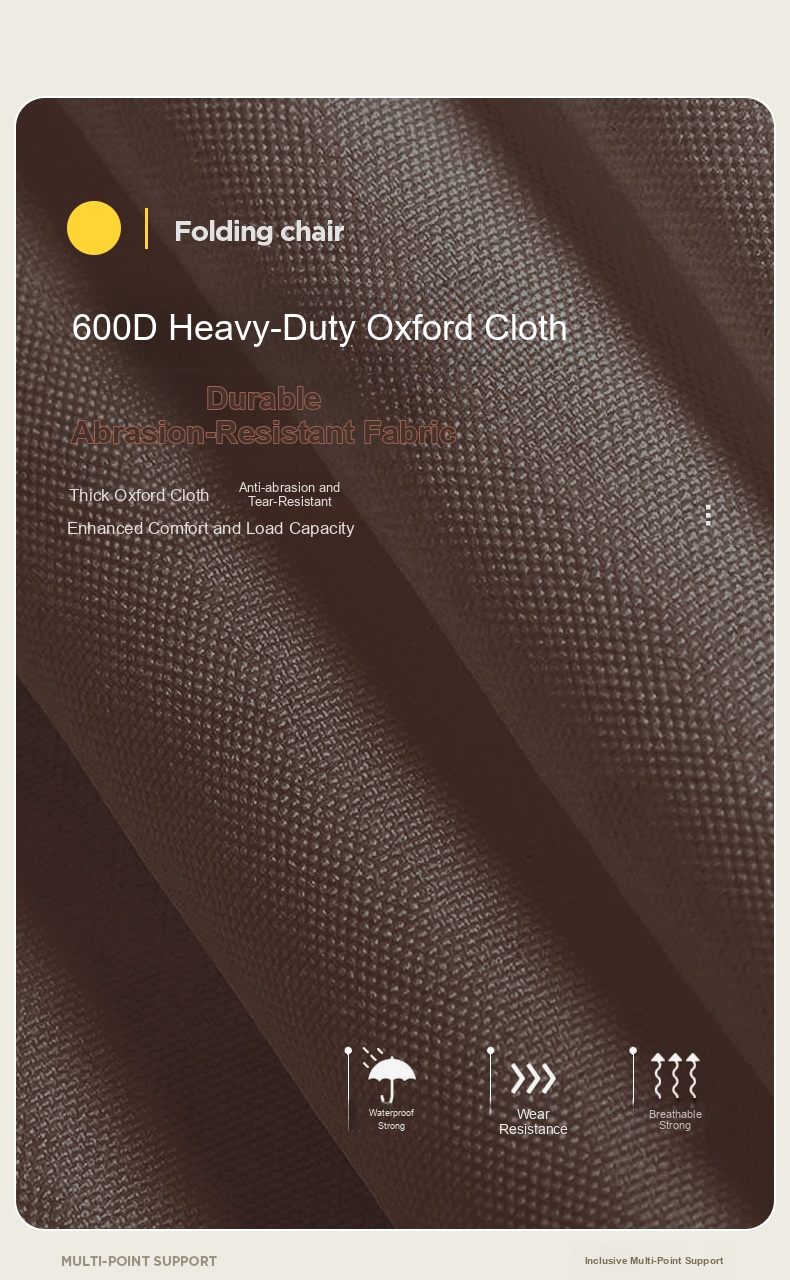 Folding chair
600D Heavy-Duty Oxford Cloth
Durable
Abrasion-Resistant Fabric
Thick Oxford Cloth
Anti-abrasion and
Tear-Resistant
Enhanced Comfort and Load Capacity
Waterproof
Strong
Wear
Resistance
Breathable
Strong
MULTI-POINT SUPPORT
Inclusive Multi-Point Support